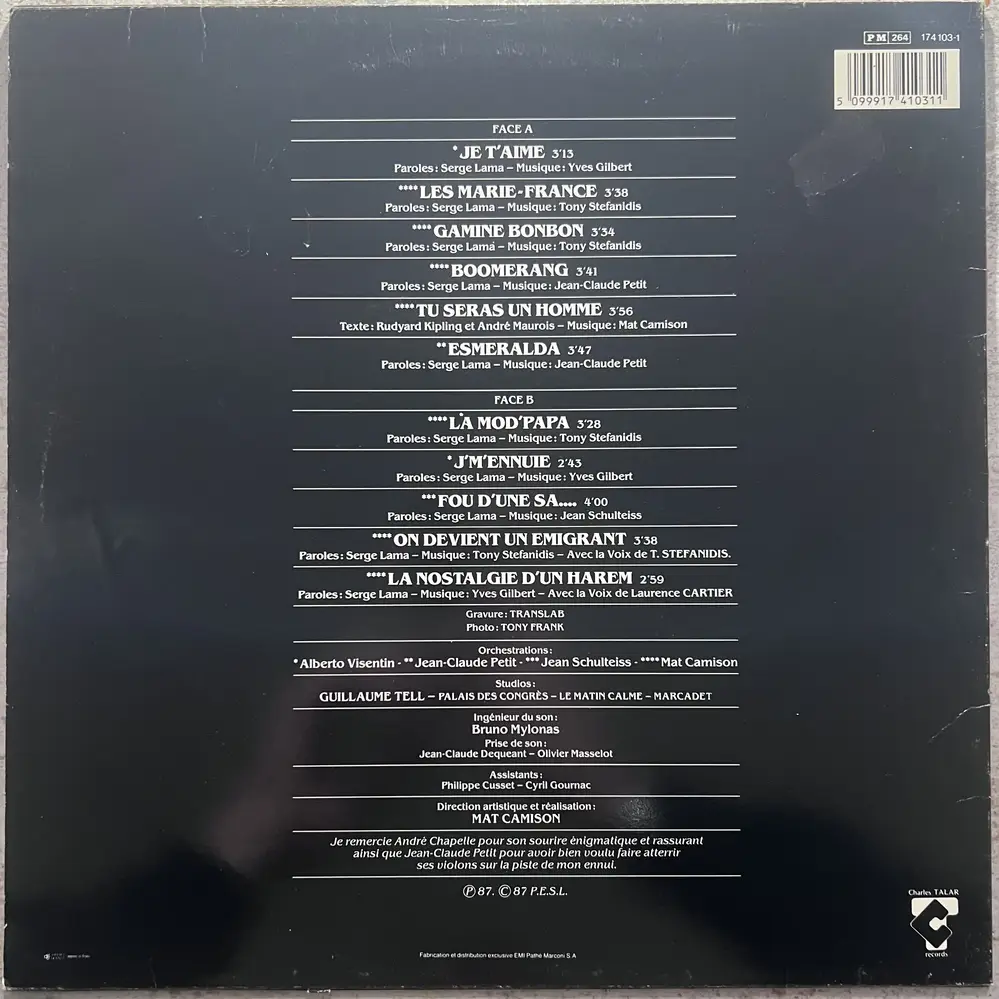 PM 264 174 103-1
5 099917 410311
FACE A
*JE T'AIME 3'13
Paroles: Serge Lama – Musique: Yves Gilbert
****LES MARIE-FRANCE 3'38
Paroles: Serge Lama – Musique: Tony Stefanidis
****GAMINE BONBON 3'34
Paroles: Serge Lama – Musique: Tony Stefanidis
****BOOMERANG 3'41
Paroles: Serge Lama – Musique: Jean-Claude Petit
****TU SERAS UN HOMME 3'56
Texte: Rudyard Kipling et André Maurois – Musique: Mat Camison
**ESMERALDA 3'47
Paroles: Serge Lama – Musique: Jean-Claude Petit
FACE B
****LA MOD'PAPA 3'28
Paroles: Serge Lama – Musique: Tony Stefanidis
*J'M'ENNUIE 2'43
Paroles: Serge Lama – Musique: Yves Gilbert
***FOU D'UNE SA.... 4'00
Paroles: Serge Lama – Musique: Jean Schulteiss
****ON DEVIENT UN EMIGRANT 3'38
Paroles: Serge Lama – Musique: Tony Stefanidis – Avec la Voix de T. STEFANIDIS.
****LA NOSTALGIE D'UN HAREM 2'59
Paroles: Serge Lama – Musique: Yves Gilbert – Avec la Voix de Laurence CARTIER
Gravure: TRANSLAB
Photo: TONY FRANK
Orchestrations:
*Alberto Visentin - **Jean-Claude Petit - ***Jean Schulteiss - ****Mat Camison
Studios:
GUILLAUME TELL – PALAIS DES CONGRÈS – LE MATIN CALME – MARCADET
Ingénieur du son:
Bruno Mylonas
Prise de son:
Jean-Claude Dequeant – Olivier Masselot
Assistants:
Philippe Cusset – Cyril Gournac
Direction artistique et réalisation:
MAT CAMISON
Je remercie André Chapelle pour son sourire énigmatique et rassurant
ainsi que Jean-Claude Petit pour avoir bien voulu faire atterrir
ses violons sur la piste de mon ennui.
℗ 87. © 87 P.E.S.L.
Charles TALAR
records
Fabrication et distribution exclusive EMI Pathé Marconi S A